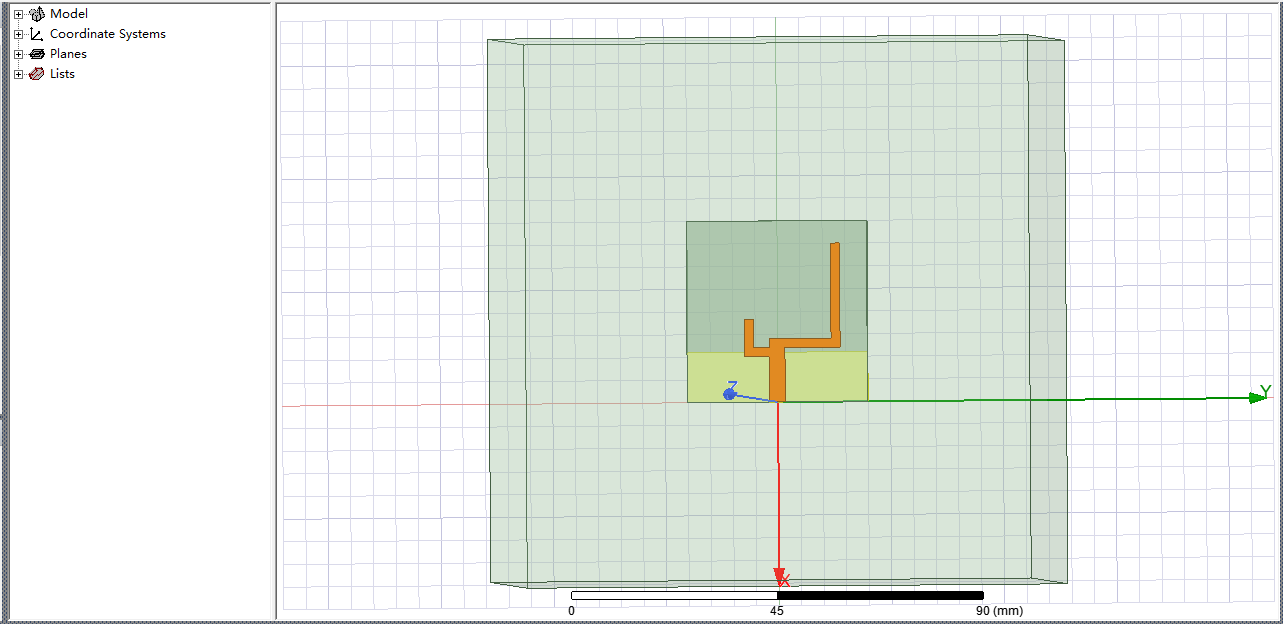 Model
Coordinate Systems
Planes
Lists
Z
Y
X
0 45 90 (mm)